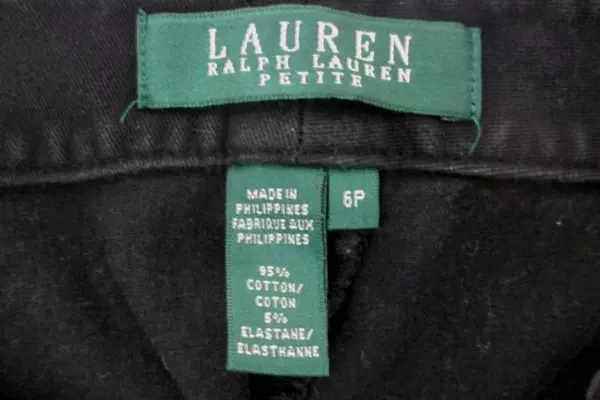 LAUREN
RALPH LAUREN
PETITE
MADE IN
PHILIPPINES
FABRIQUE AUX
PHILIPPINES
6P
95%
COTTON/
COTON
5%
ELASTANE/
ELASTHANNE